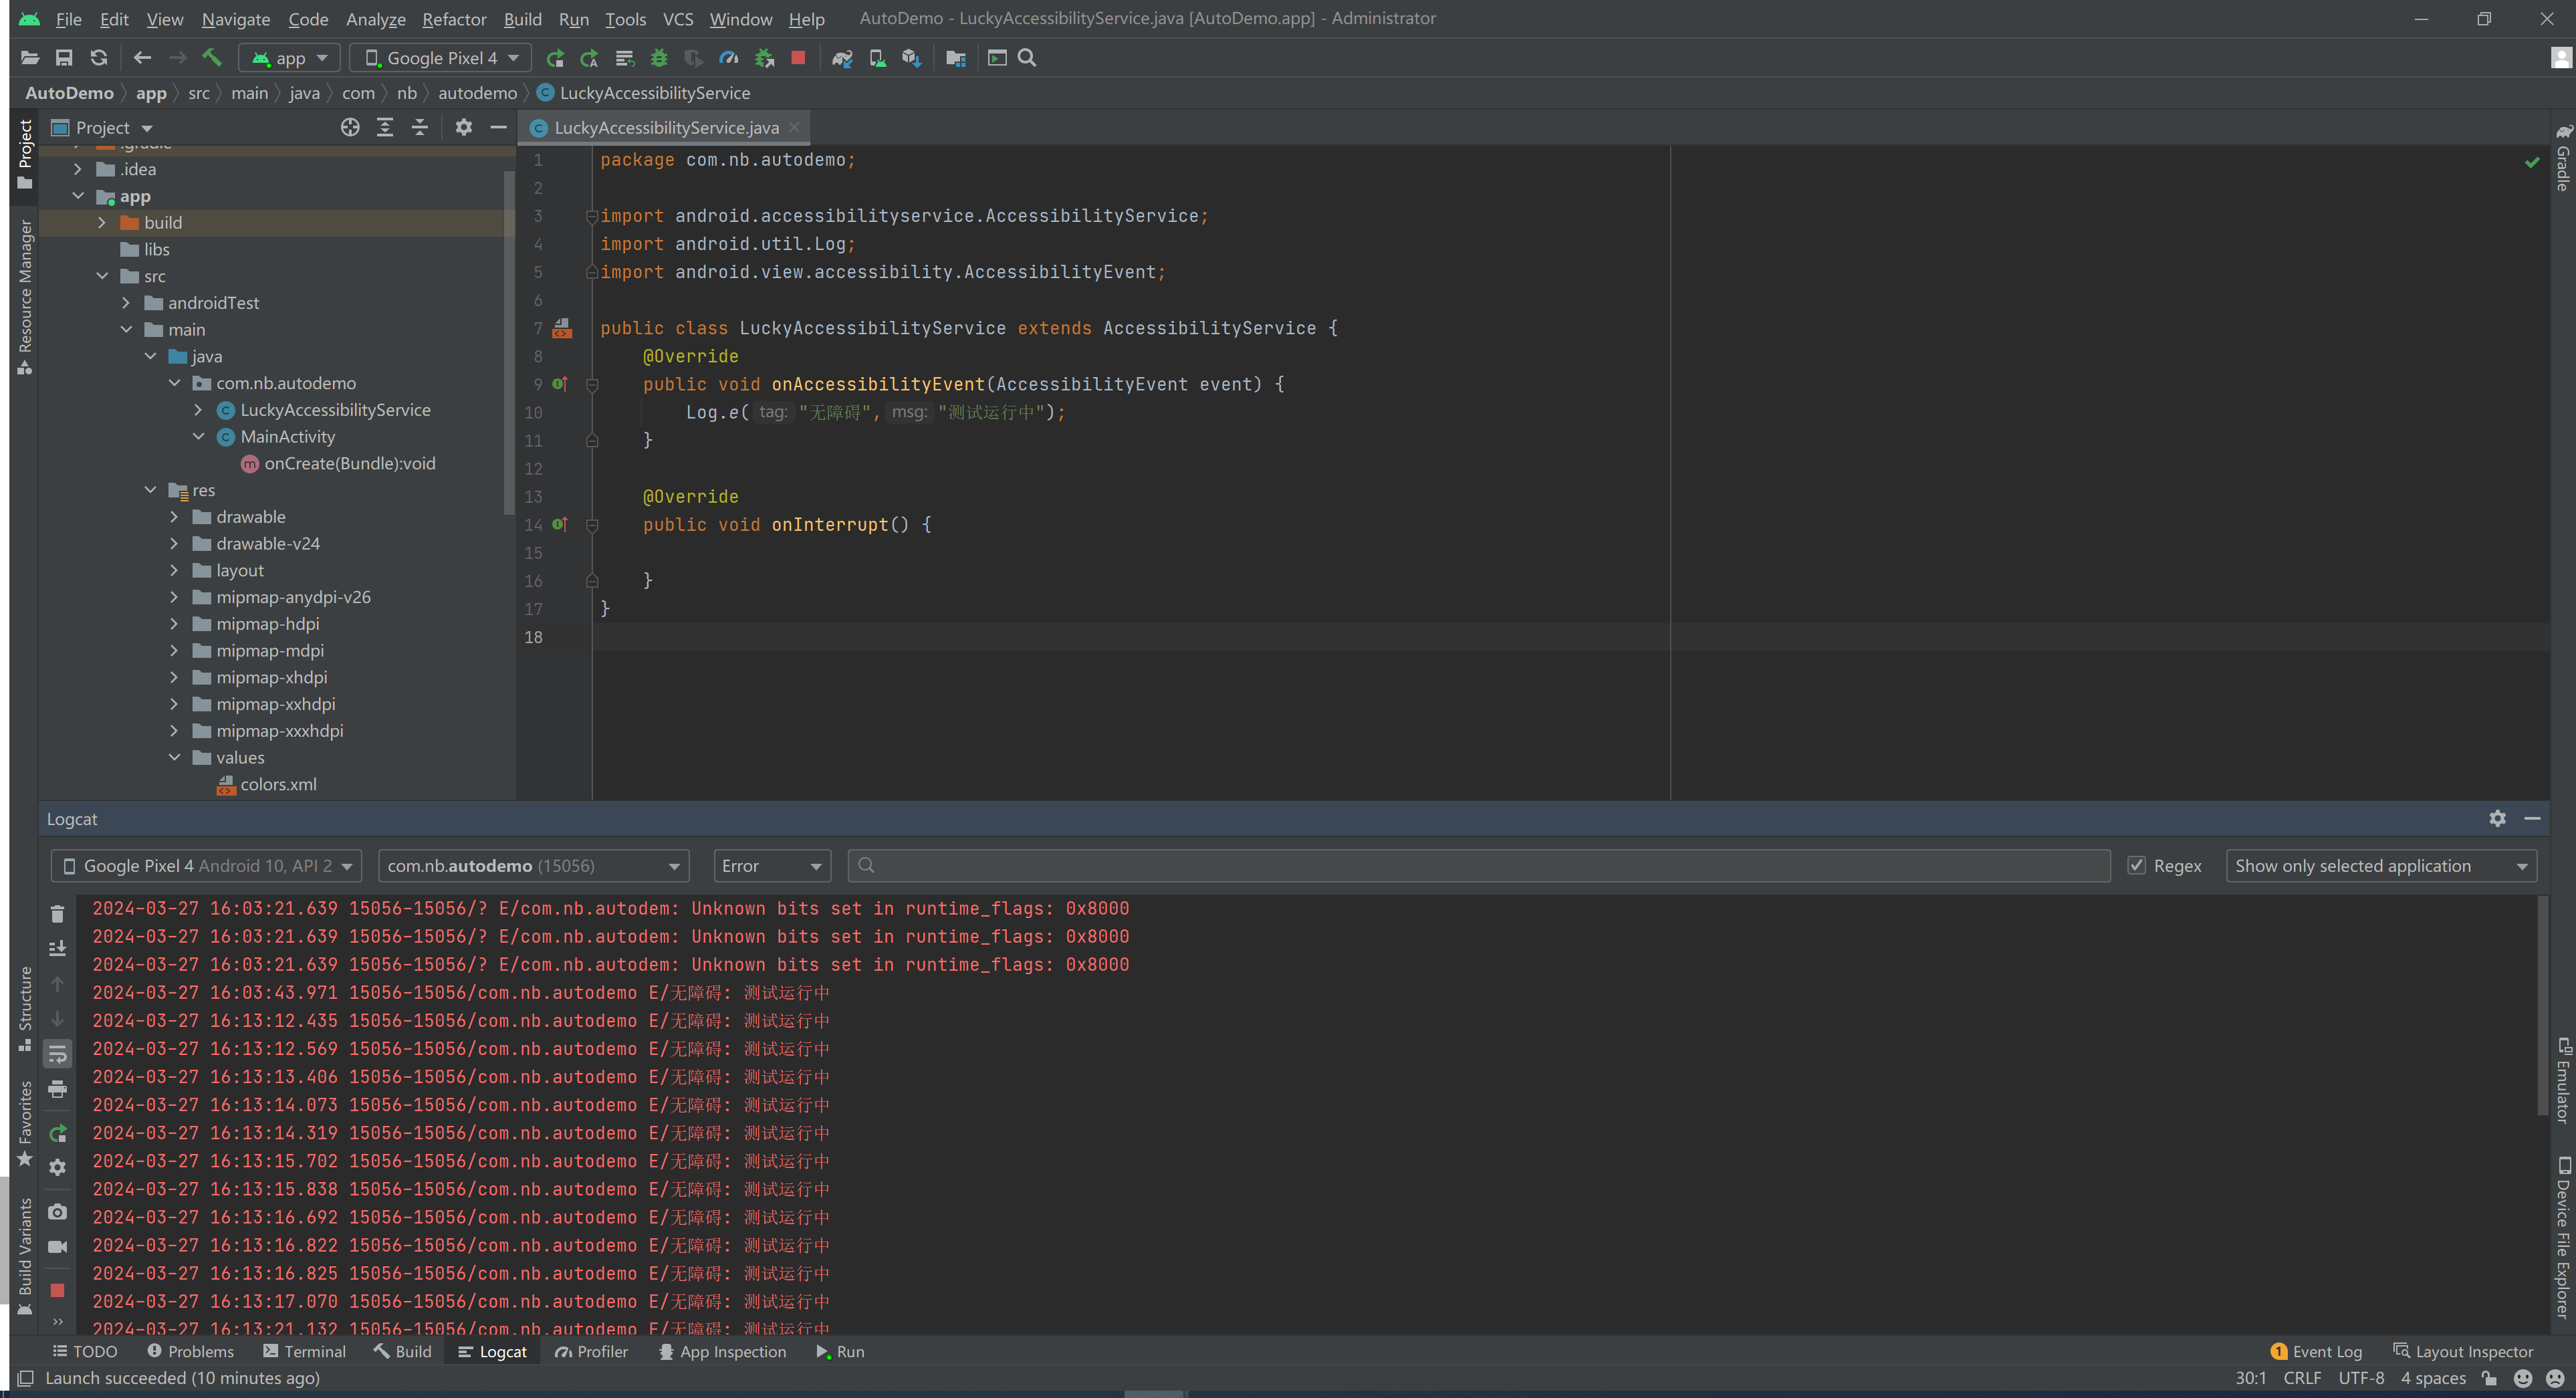 File Edit View Navigate Code Analyze Refactor Build Run Tools VCS Window Help AutoDemo - LuckyAccessibilityService.java [AutoDemo.app] - Administrator
app Google Pixel 4
AutoDemo app src main java com nb autodemo LuckyAccessibilityService
Project
LuckyAccessibilityService.java
Project
Resource Manager
Structure
Favorites
Build Variants
.gradle
.idea
app
build
libs
src
androidTest
main
java
com.nb.autodemo
LuckyAccessibilityService
MainActivity
onCreate(Bundle):void
res
drawable
drawable-v24
layout
mipmap-anydpi-v26
mipmap-hdpi
mipmap-mdpi
mipmap-xhdpi
mipmap-xxhdpi
mipmap-xxxhdpi
values
colors.xml
1 package com.nb.autodemo;
2
3 import android.accessibilityservice.AccessibilityService;
4 import android.util.Log;
5 import android.view.accessibility.AccessibilityEvent;
6
7 public class LuckyAccessibilityService extends AccessibilityService {
8 @Override
9 public void onAccessibilityEvent(AccessibilityEvent event) {
10 Log.e( tag: "无障碍", msg: "测试运行中");
11 }
12
13 @Override
14 public void onInterrupt() {
15
16 }
17 }
18
Gradle
Emulator
Device File Explorer
Logcat
Google Pixel 4 Android 10, API 2 com.nb.autodemo (15056) Error Regex Show only selected application
2024-03-27 16:03:21.639 15056-15056/? E/com.nb.autodem: Unknown bits set in runtime_flags: 0x8000
2024-03-27 16:03:21.639 15056-15056/? E/com.nb.autodem: Unknown bits set in runtime_flags: 0x8000
2024-03-27 16:03:21.639 15056-15056/? E/com.nb.autodem: Unknown bits set in runtime_flags: 0x8000
2024-03-27 16:03:43.971 15056-15056/com.nb.autodemo E/无障碍: 测试运行中
2024-03-27 16:13:12.435 15056-15056/com.nb.autodemo E/无障碍: 测试运行中
2024-03-27 16:13:12.569 15056-15056/com.nb.autodemo E/无障碍: 测试运行中
2024-03-27 16:13:13.406 15056-15056/com.nb.autodemo E/无障碍: 测试运行中
2024-03-27 16:13:14.073 15056-15056/com.nb.autodemo E/无障碍: 测试运行中
2024-03-27 16:13:14.319 15056-15056/com.nb.autodemo E/无障碍: 测试运行中
2024-03-27 16:13:15.702 15056-15056/com.nb.autodemo E/无障碍: 测试运行中
2024-03-27 16:13:15.838 15056-15056/com.nb.autodemo E/无障碍: 测试运行中
2024-03-27 16:13:16.692 15056-15056/com.nb.autodemo E/无障碍: 测试运行中
2024-03-27 16:13:16.822 15056-15056/com.nb.autodemo E/无障碍: 测试运行中
2024-03-27 16:13:16.825 15056-15056/com.nb.autodemo E/无障碍: 测试运行中
2024-03-27 16:13:17.070 15056-15056/com.nb.autodemo E/无障碍: 测试运行中
2024-03-27 16:13:21.132 15056-15056/com.nb.autodemo E/无障碍: 测试运行中
TODO Problems Terminal Build Logcat Profiler App Inspection Run 1 Event Log Layout Inspector
Launch succeeded (10 minutes ago) 30:1 CRLF UTF-8 4 spaces